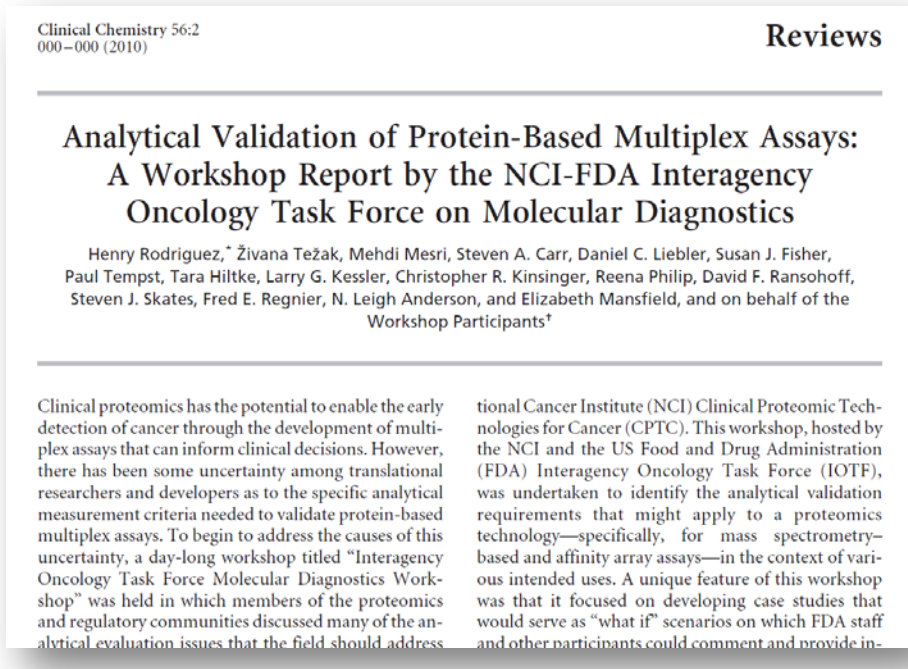 Clinical Chemistry 56:2
000–000 (2010)
Reviews
Analytical Validation of Protein-Based Multiplex Assays:
A Workshop Report by the NCI-FDA Interagency
Oncology Task Force on Molecular Diagnostics
Henry Rodriguez,* Živana Težak, Mehdi Mesri, Steven A. Carr, Daniel C. Liebler, Susan J. Fisher,
Paul Tempst, Tara Hiltke, Larry G. Kessler, Christopher R. Kinsinger, Reena Philip, David F. Ransohoff,
Steven J. Skates, Fred E. Regnier, N. Leigh Anderson, and Elizabeth Mansfield, and on behalf of the
Workshop Participants†
Clinical proteomics has the potential to enable the early
detection of cancer through the development of multi-
plex assays that can inform clinical decisions. However,
there has been some uncertainty among translational
researchers and developers as to the specific analytical
measurement criteria needed to validate protein-based
multiplex assays. To begin to address the causes of this
uncertainty, a day-long workshop titled “Interagency
Oncology Task Force Molecular Diagnostics Work-
shop” was held in which members of the proteomics
and regulatory communities discussed many of the an-
alytical evaluation issues that the field should address
tional Cancer Institute (NCI) Clinical Proteomic Tech-
nologies for Cancer (CPTC). This workshop, hosted by
the NCI and the US Food and Drug Administration
(FDA) Interagency Oncology Task Force (IOTF),
was undertaken to identify the analytical validation
requirements that might apply to a proteomics
technology—specifically, for mass spectrometry–
based and affinity array assays—in the context of vari-
ous intended uses. A unique feature of this workshop
was that it focused on developing case studies that
would serve as “what if” scenarios on which FDA staff
and other participants could comment and provide in-